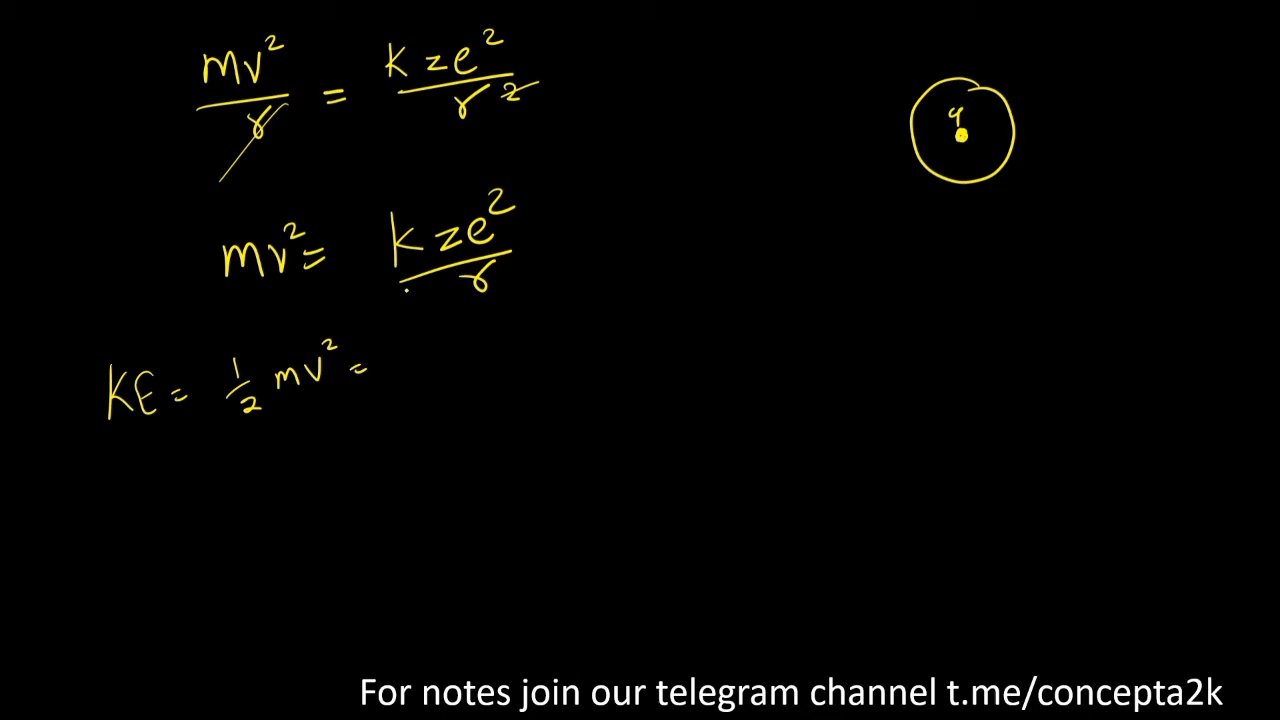 mv²/r = kze²/r²
q
mv² = kze²/r
KE = 1/2 mv² =
For notes join our telegram channel t.me/concepta2k